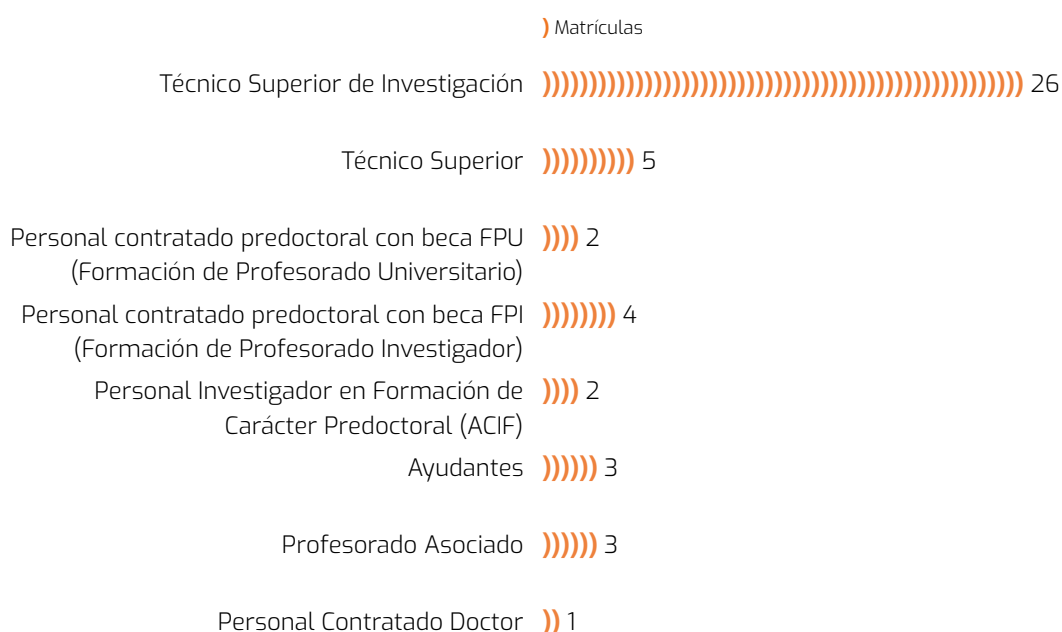 Matrículas
Técnico Superior de Investigación 26
Técnico Superior 5
Personal contratado predoctoral con beca FPU 2
(Formación de Profesorado Universitario)
Personal contratado predoctoral con beca FPI 4
(Formación de Profesorado Investigador)
Personal Investigador en Formación de 2
Carácter Predoctoral (ACIF)
Ayudantes 3
Profesorado Asociado 3
Personal Contratado Doctor 1